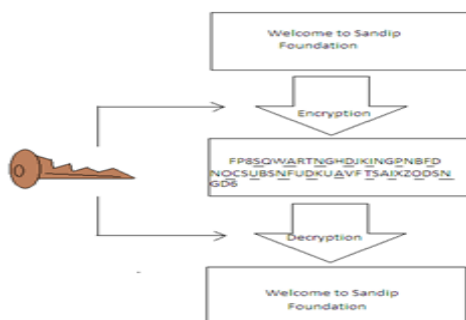 Welcome to Sandip
Foundation
Encryption
FP8SQWARTNGHDJKINGPNBFD
NOCSUBSNFUDKUAVFTSAIXZODSN
GD6
Decryption
Welcome to Sandip
Foundation